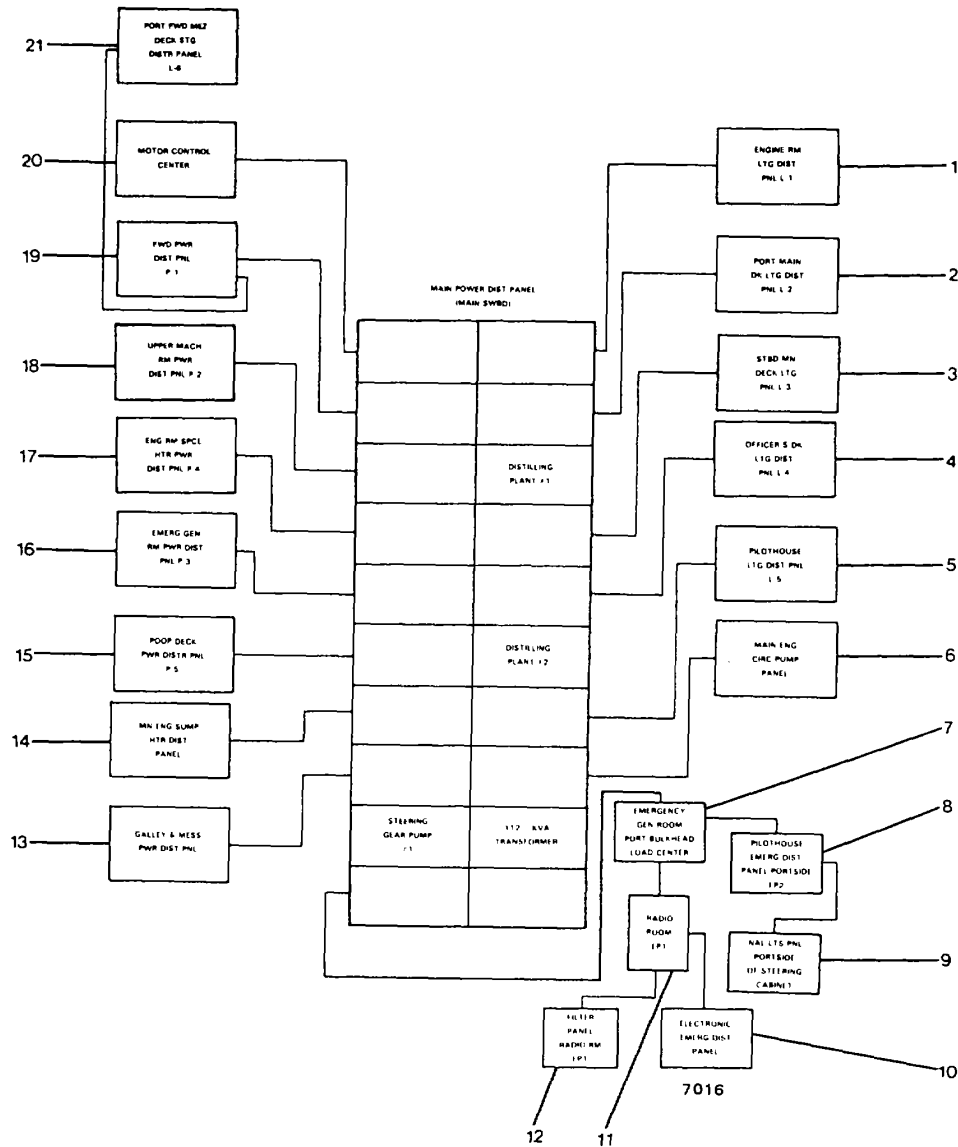 21
PORT FWD MEZ
DECK STG
DISTR PANEL
L-6
20
MOTOR CONTROL
CENTER
19
FWD PWR
DIST PNL
P 1
18
UPPER MACH
RM PWR
DIST PNL P 2
17
ENG RM SPCL
HTR PWR
DIST PNL P 4
16
EMERG GEN
RM PWR DIST
PNL P 3
15
POOP DECK
PWR DISTR PNL
P 5
14
MN ENG SUMP
HTR DIST
PANEL
13
GALLEY & MESS
PWR DIST PNL
MAIN POWER DIST PANEL
(MAIN SWBD)
DISTILLING
PLANT #1
DISTILLING
PLANT #2
STEERING
GEAR PUMP
#1
KVA
TRANSFORMER
ENGINE RM
LTG DIST
PNL L 1
1
PORT MAIN
DK LTG DIST
PNL L 2
2
STBD MN
DECK LTG
PNL L 3
3
OFFICER S DK
LTG DIST
PNL L 4
4
PILOTHOUSE
LTG DIST PNL
L 5
5
MAIN ENG
CIRC PUMP
PANEL
6
7
EMERGENCY
GEN ROOM
PORT BULKHEAD
LOAD CENTER
8
PILOTHOUSE
EMERG DIST
PANEL PORTSIDE
EP2
RADIO
ROOM
EP1
NAL LTS PNL
PORTSIDE
OF STEERING
CABINET
9
FILTER
PANEL
RADIO RM
EP1
ELECTRONIC
EMERG DIST
PANEL
10
7016
12
11